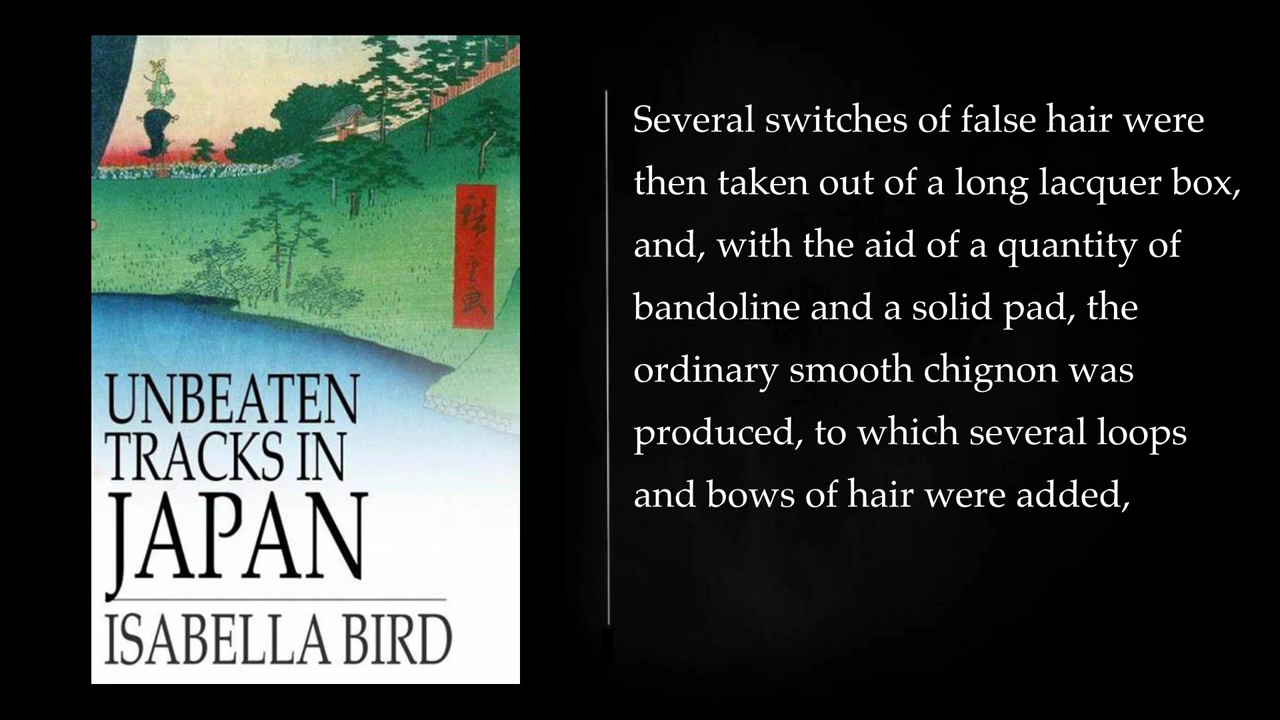 UNBEATEN
TRACKS IN
JAPAN
ISABELLA BIRD
Several switches of false hair were
then taken out of a long lacquer box,
and, with the aid of a quantity of
bandoline and a solid pad, the
ordinary smooth chignon was
produced, to which several loops
and bows of hair were added,